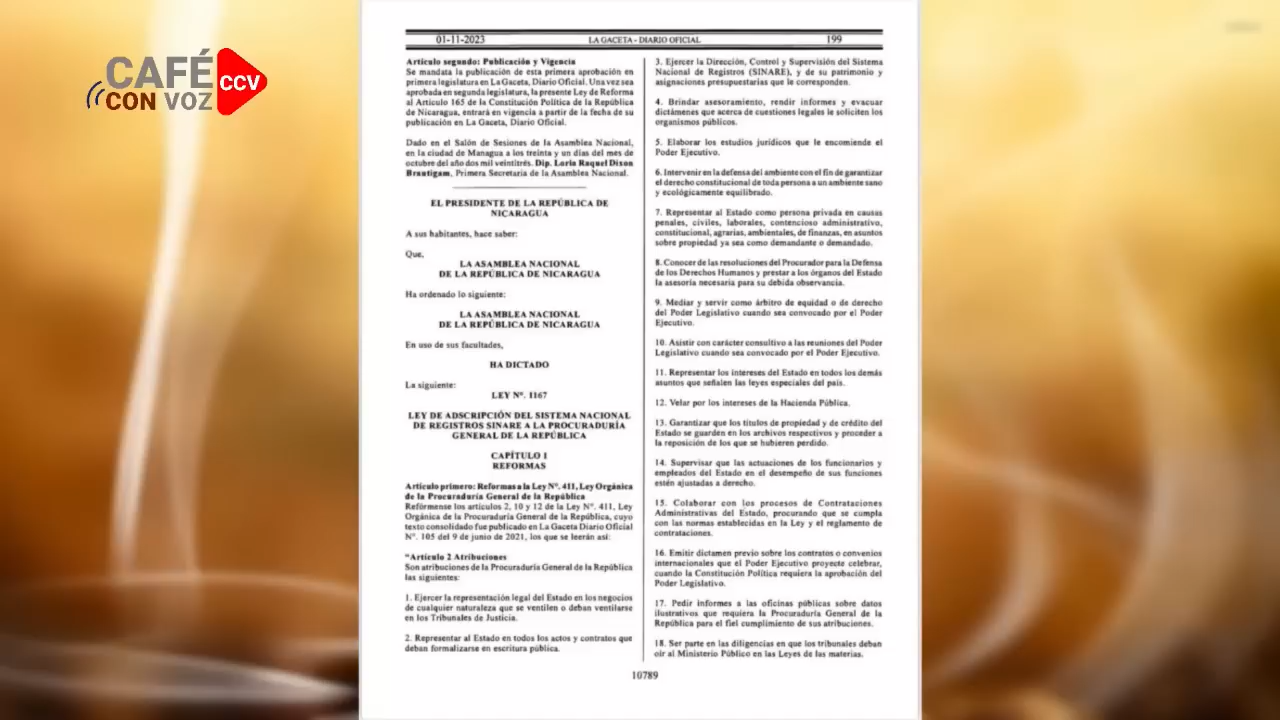 CAFÉ
CON VOZ
CCV
01-11-2023 LA GACETA - DIARIO OFICIAL 199
Artículo segundo: Publicación y Vigencia
Se mandata la publicación de esta primera aprobación en
primera legislatura en La Gaceta, Diario Oficial. Una vez sea
aprobada en segunda legislatura, la presente Ley de Reforma
al Artículo 165 de la Constitución Política de la República
de Nicaragua, entrará en vigencia a partir de la fecha de su
publicación en La Gaceta, Diario Oficial.
Dado en el Salón de Sesiones de la Asamblea Nacional,
en la ciudad de Managua a los treinta y un días del mes de
octubre del año dos mil veintitrés. Dip. Loria Raquel Dixon
Brautigam, Primera Secretaria de la Asamblea Nacional.
EL PRESIDENTE DE LA REPÚBLICA DE
NICARAGUA
A sus habitantes, hace saber:
Que,
LA ASAMBLEA NACIONAL
DE LA REPÚBLICA DE NICARAGUA
Ha ordenado lo siguiente:
LA ASAMBLEA NACIONAL
DE LA REPÚBLICA DE NICARAGUA
En uso de sus facultades,
HA DICTADO
La siguiente:
LEY Nº. 1167
LEY DE ADSCRIPCIÓN DEL SISTEMA NACIONAL
DE REGISTROS SINARE A LA PROCURADURÍA
GENERAL DE LA REPÚBLICA
CAPÍTULO I
REFORMAS
Artículo primero: Reformas a la Ley Nº. 411, Ley Orgánica
de la Procuraduría General de la República
Refórmense los artículos 2, 10 y 12 de la Ley Nº. 411, Ley
Orgánica de la Procuraduría General de la República, cuyo
texto consolidado fue publicado en La Gaceta Diario Oficial
Nº. 105 del 9 de junio de 2021, los que se leerán así:
"Artículo 2 Atribuciones
Son atribuciones de la Procuraduría General de la República
las siguientes:
1. Ejercer la representación legal del Estado en los negocios
de cualquier naturaleza que se ventilen o deban ventilarse
en los Tribunales de Justicia.
2. Representar al Estado en todos los actos y contratos que
deban formalizarse en escritura pública.
3. Ejercer la Dirección, Control y Supervisión del Sistema
Nacional de Registros (SINARE), y de su patrimonio y
asignaciones presupuestarias que le corresponden.
4. Brindar asesoramiento, rendir informes y evacuar
dictámenes que acerca de cuestiones legales le soliciten los
organismos públicos.
5. Elaborar los estudios jurídicos que le encomiende el
Poder Ejecutivo.
6. Intervenir en la defensa del ambiente con el fin de garantizar
el derecho constitucional de toda persona a un ambiente sano
y ecológicamente equilibrado.
7. Representar al Estado como persona privada en causas
penales, civiles, laborales, contencioso administrativo,
constitucional, agrarias, ambientales, de finanzas, en asuntos
sobre propiedad ya sea como demandante o demandado.
8. Conocer de las resoluciones del Procurador para la Defensa
de los Derechos Humanos y prestar a los órganos del Estado
la asesoría necesaria para su debida observancia.
9. Mediar y servir como árbitro de equidad o de derecho
del Poder Legislativo cuando sea convocado por el Poder
Ejecutivo.
10. Asistir con carácter consultivo a las reuniones del Poder
Legislativo cuando sea convocado por el Poder Ejecutivo.
11. Representar los intereses del Estado en todos los demás
asuntos que señalen las leyes especiales del país.
12. Velar por los intereses de la Hacienda Pública.
13. Garantizar que los títulos de propiedad y de crédito del
Estado se guarden en los archivos respectivos y proceder a
la reposición de los que se hubieren perdido.
14. Supervisar que las actuaciones de los funcionarios y
empleados del Estado en el desempeño de sus funciones
estén ajustadas a derecho.
15. Colaborar con los procesos de Contrataciones
Administrativas del Estado, procurando que se cumpla
con las normas establecidas en la Ley y el reglamento de
contrataciones.
16. Emitir dictamen previo sobre los contratos o convenios
internacionales que el Poder Ejecutivo proyecte celebrar,
cuando la Constitución Política requiera la aprobación del
Poder Legislativo.
17. Pedir informes a las oficinas públicas sobre datos
ilustrativos que requiera la Procuraduría General de la
República para el fiel cumplimiento de sus atribuciones.
18. Ser parte en las diligencias en que los tribunales deban
oír al Ministerio Público en las Leyes de las materias.
10789